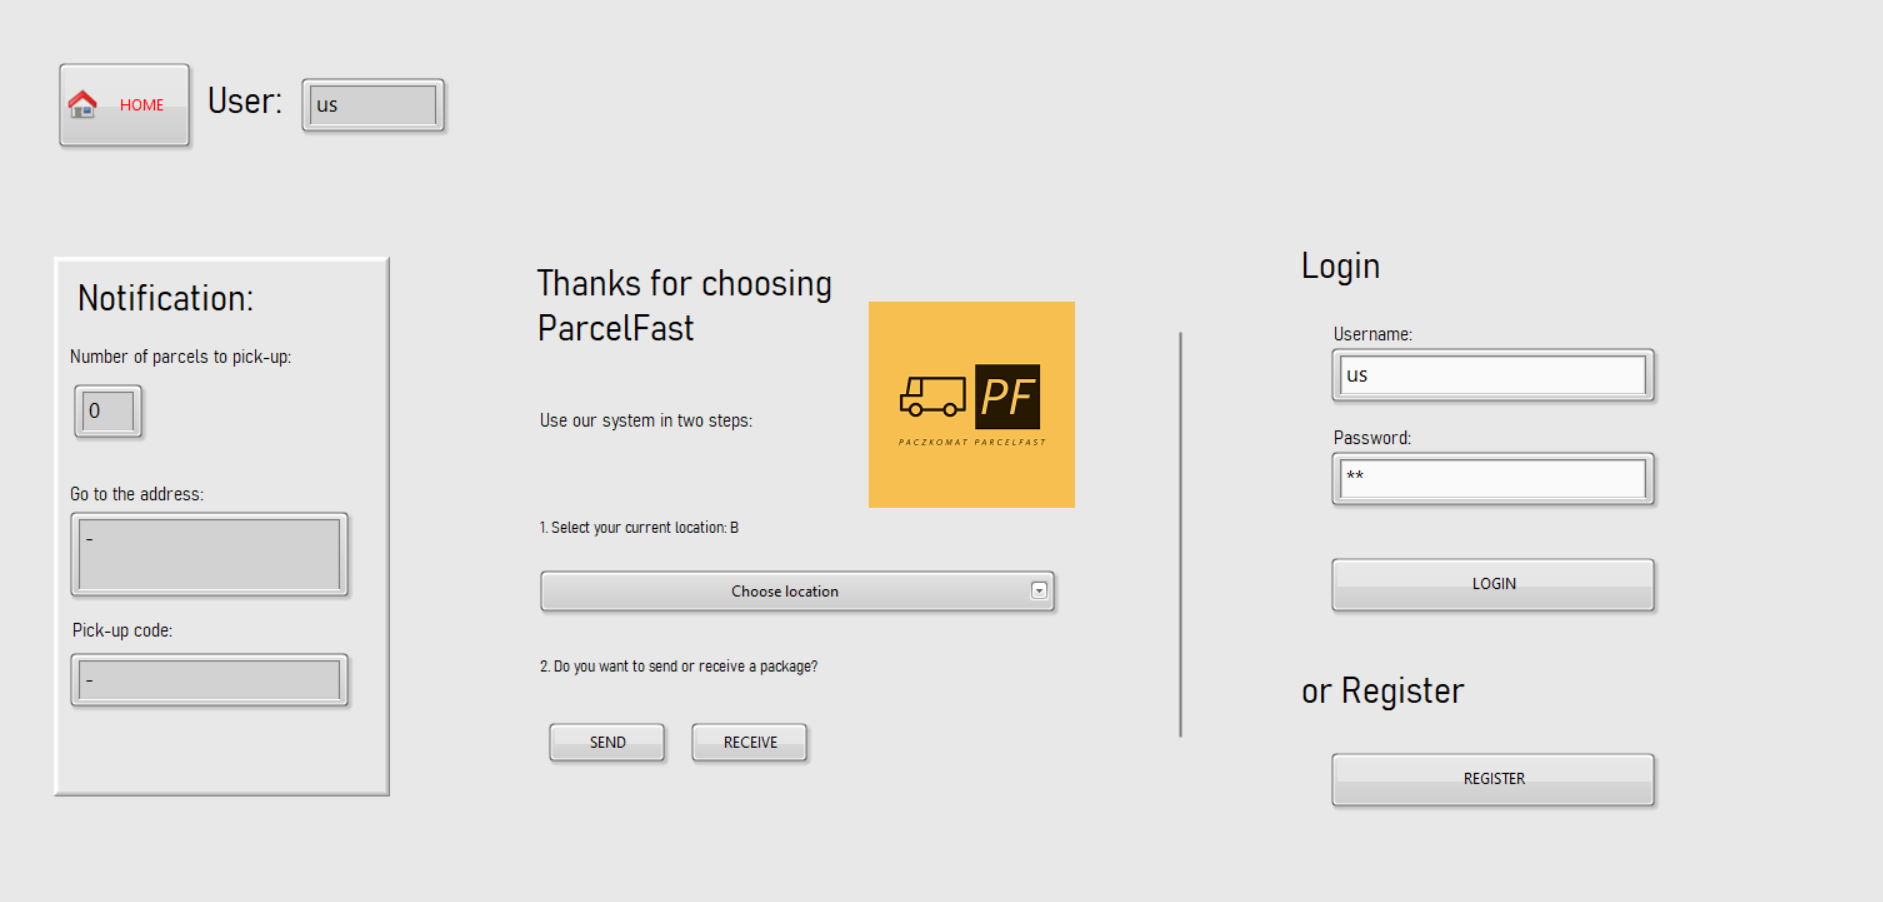 HOME
User:
us
Notification:
Number of parcels to pick-up:
0
Go to the address:
-
Pick-up code:
-
Thanks for choosing
ParcelFast
Use our system in two steps:
PF
PACZKOMAT PARCELFAST
1. Select your current location: B
Choose location
2. Do you want to send or receive a package?
SEND
RECEIVE
Login
Username:
us
Password:
**
LOGIN
or Register
REGISTER